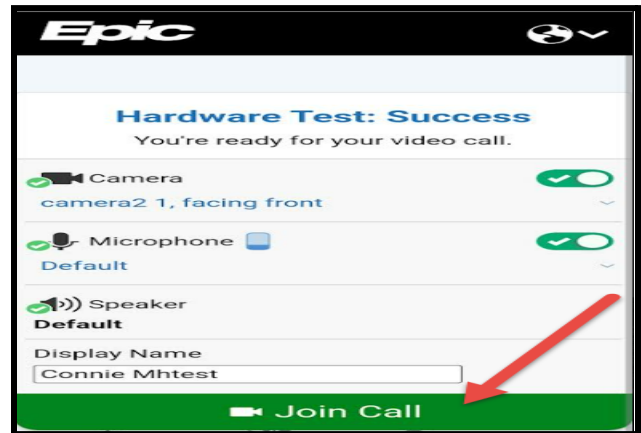 Epic
Hardware Test: Success
You're ready for your video call.
Camera
camera2 1, facing front
Microphone
Default
Speaker
Default
Display Name
Connie Mhtest
Join Call